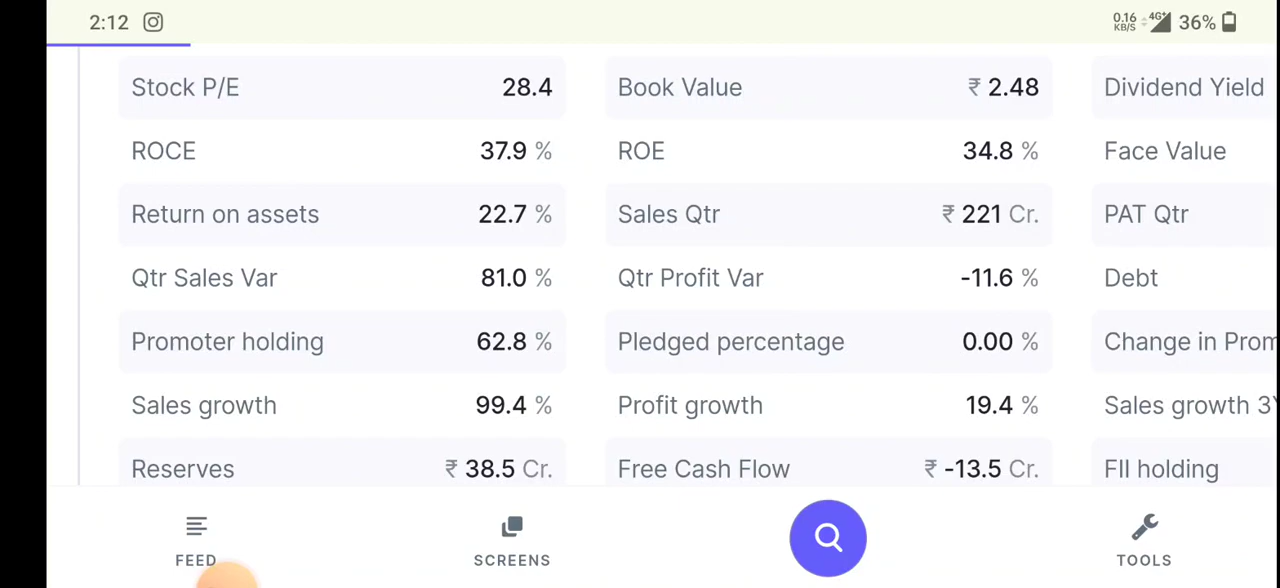 2:12 0.16 KB/S 4G+ 36%
Stock P/E 28.4 Book Value ₹ 2.48 Dividend Yield
ROCE 37.9 % ROE 34.8 % Face Value
Return on assets 22.7 % Sales Qtr ₹ 221 Cr. PAT Qtr
Qtr Sales Var 81.0 % Qtr Profit Var -11.6 % Debt
Promoter holding 62.8 % Pledged percentage 0.00 % Change in Prom
Sales growth 99.4 % Profit growth 19.4 % Sales growth 3Y
Reserves ₹ 38.5 Cr. Free Cash Flow ₹ -13.5 Cr. FII holding
FEED SCREENS TOOLS